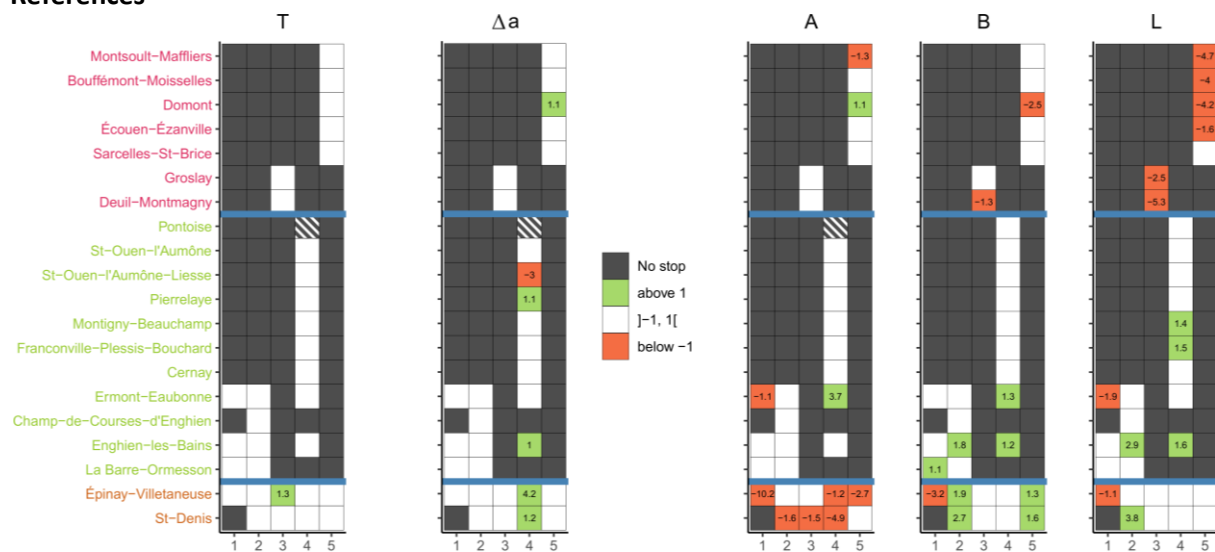 References
T Δa A B L
Montsoult−Maffliers −1.3 −4.7
Bouffémont−Moisselles −4
Domont 1.1 1.1 −2.5 −4.2
Écouen−Ézanville −1.6
Sarcelles−St−Brice
Groslay −2.5
Deuil−Montmagny −1.3 −5.3
Pontoise
St−Ouen−l'Aumône
St−Ouen−l'Aumône−Liesse −3
Pierrelaye 1.1
Montigny−Beauchamp 1.4
Franconville−Plessis−Bouchard 1.5
Cernay
Ermont−Eaubonne −1.1 3.7 1.3 −1.9
Champ−de−Courses−d'Enghien
Enghien−les−Bains 1 1.8 1.2 2.9 1.6
La Barre−Ormesson 1.1
Épinay−Villetaneuse 1.3 4.2 −10.2 −1.2 −2.7 −3.2 1.9 1.3 −1.1
St−Denis 1.2 −1.6 −1.5 −4.9 2.7 1.6 3.8
1 2 3 4 5 1 2 3 4 5 1 2 3 4 5 1 2 3 4 5 1 2 3 4 5
No stop
above 1
]−1, 1[
below −1